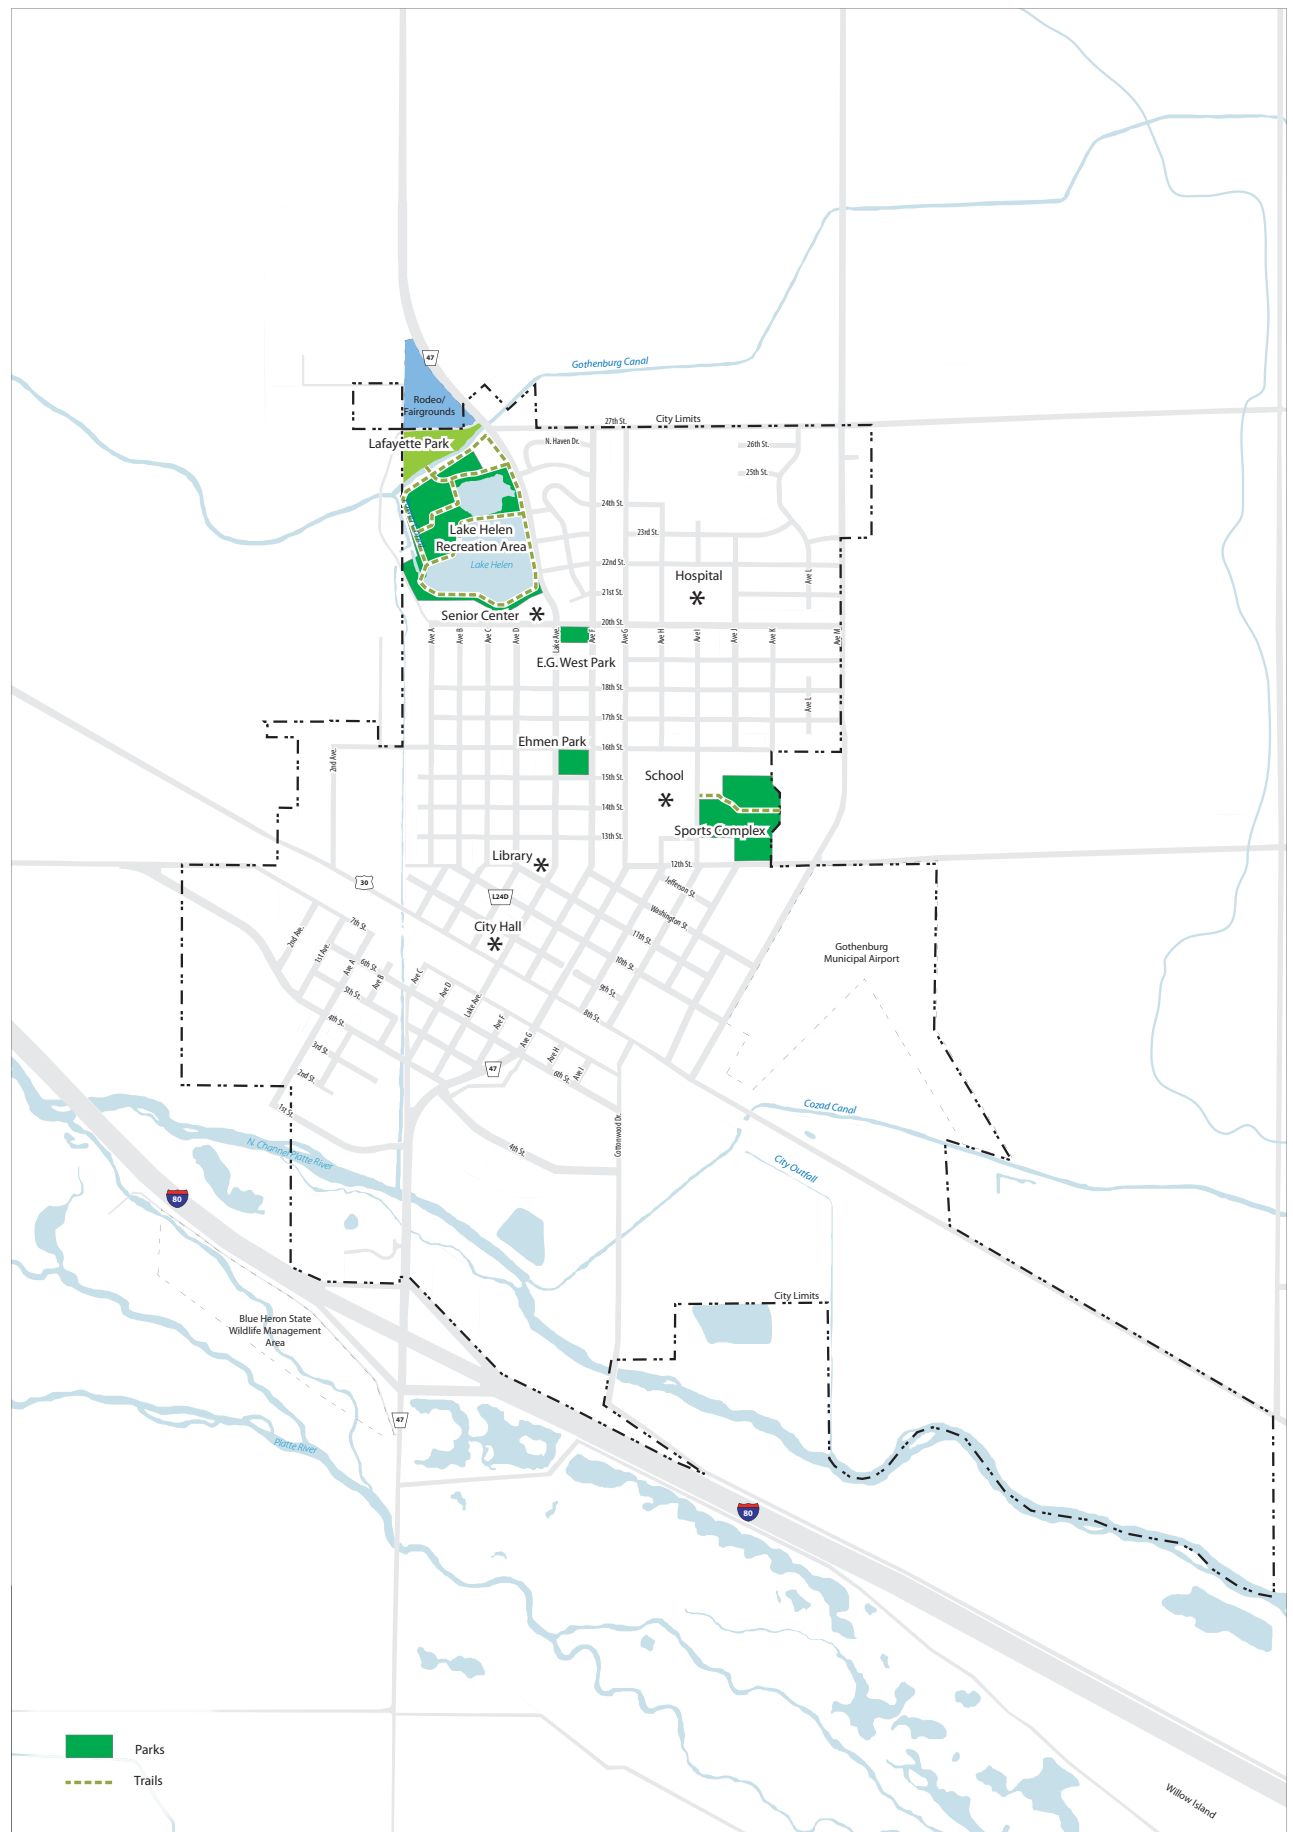 47
Gothenburg Canal
Rodeo/
Fairgrounds
27th St.
City Limits
Lafayette Park
N. Haven Dr.
26th St.
25th St.
24th St.
23rd St.
Lake Helen
Recreation Area
Lake Helen
22nd St.
Hospital
Ave L
21st St.
Senior Center
20th St.
Ave A
Ave B
Ave C
Ave D
Lake Ave.
Ave F
Ave G
Ave H
Ave I
Ave J
Ave K
Ave M
E.G. West Park
18th St.
Ave L
17th St.
Ehmen Park
16th St.
2nd Ave.
15th St.
School
14th St.
Sports Complex
13th St.
Library
12th St.
30
L24D
Jefferson St.
Washington St.
City Hall
7th St.
2nd Ave.
1st Ave.
11th St.
Gothenburg
Municipal Airport
6th St.
Ave A
Ave B
Ave C
Ave D
10th St.
5th St.
9th St.
Lake Ave.
4th St.
8th St.
Ave F
Ave G
3rd St.
Ave H
Ave I
47
2nd St.
6th St.
1st St.
Cozad Canal
Cottonwood Dr.
N. Channel Platte River
4th St.
City Outfall
80
City Limits
Blue Heron State
Wildlife Management
Area
47
Platte River
80
Parks
Trails
Willow Island